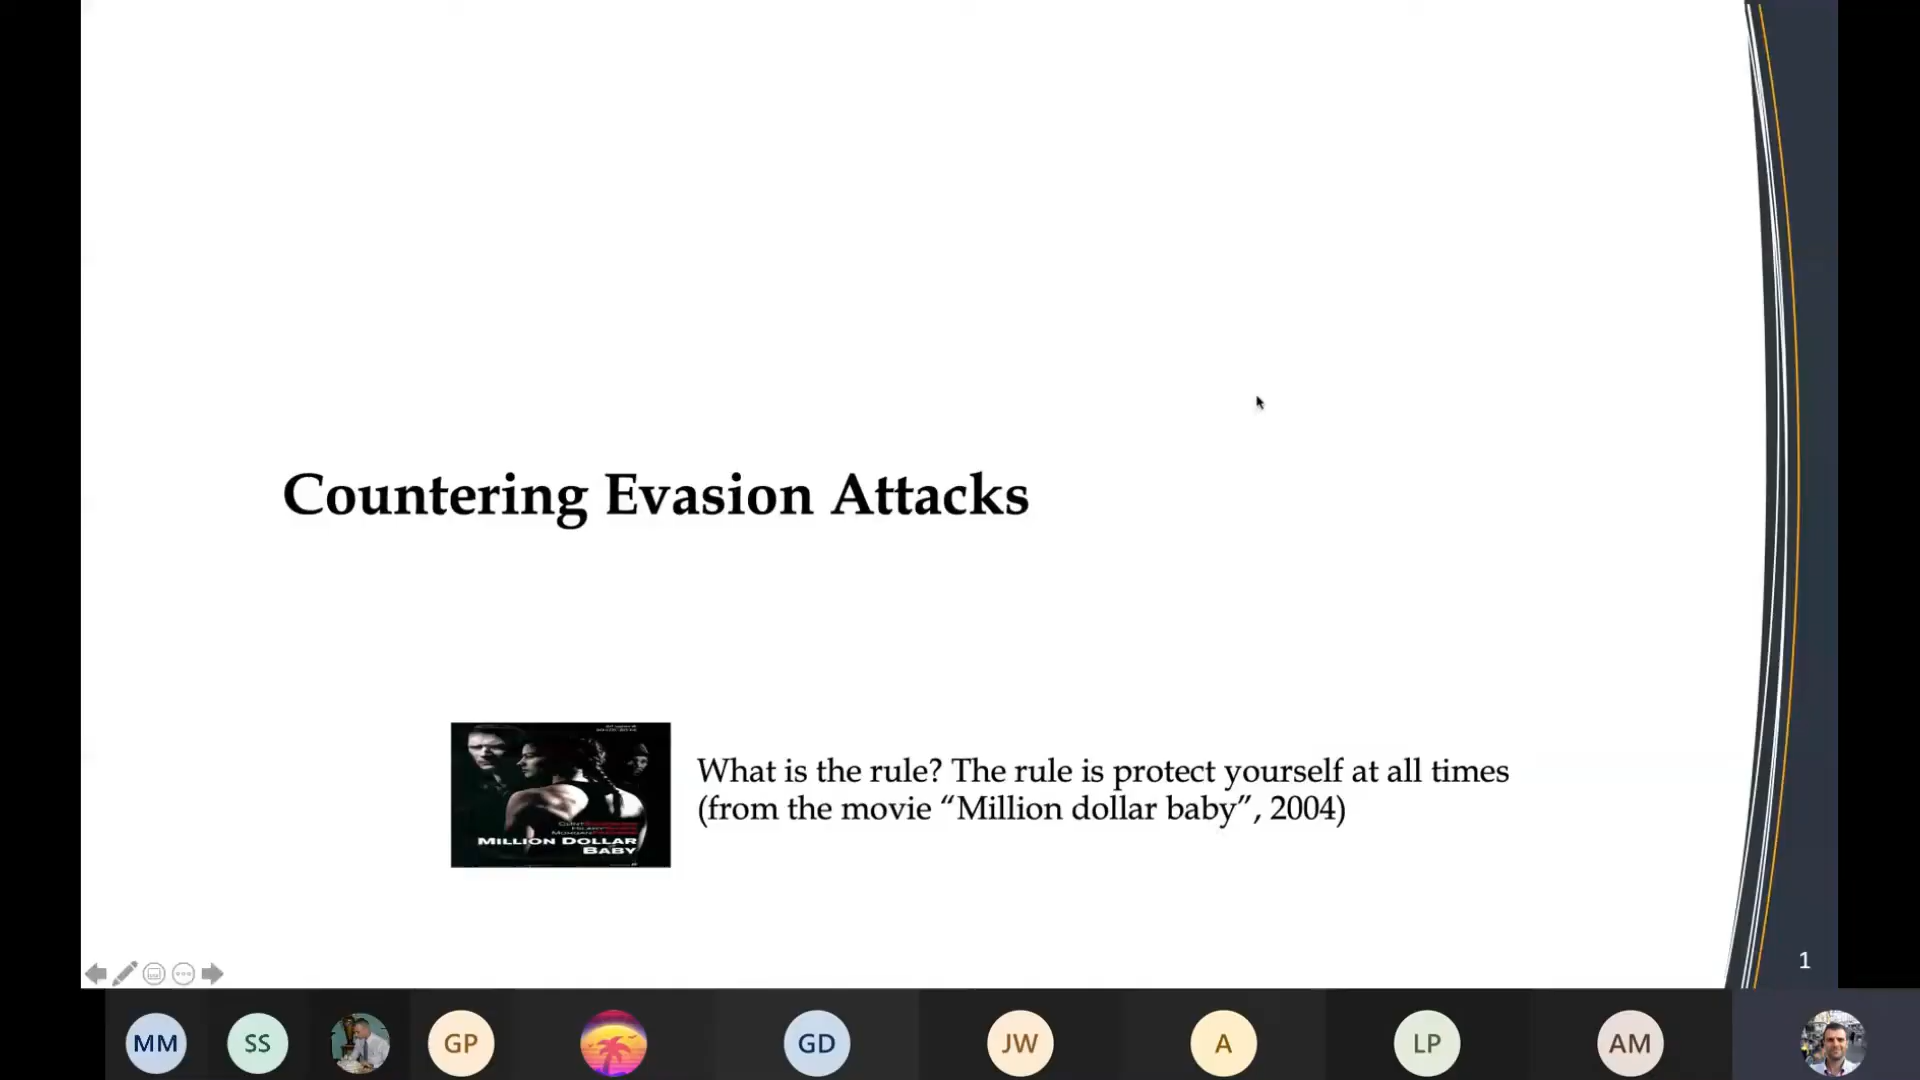 Countering Evasion Attacks
What is the rule? The rule is protect yourself at all times
(from the movie “Million dollar baby”, 2004)
MILLION DOLLAR
BABY
1
MM
SS
GP
GD
JW
A
LP
AM